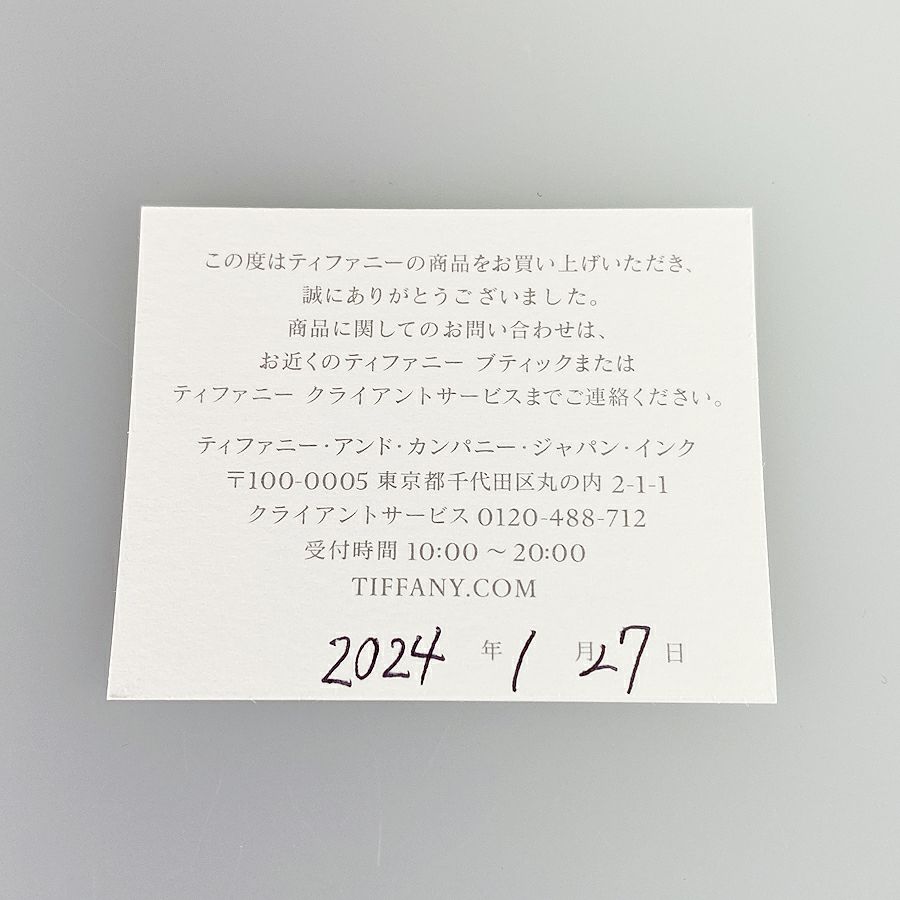 この度はティファニーの商品をお買い上げいただき、
誠にありがとうございました。
商品に関してのお問い合わせは、
お近くのティファニー ブティックまたは
ティファニー クライアントサービスまでご連絡ください。
ティファニー・アンド・カンパニー・ジャパン・インク
〒100-0005 東京都千代田区丸の内 2-1-1
クライアントサービス 0120-488-712
受付時間 10:00 〜 20:00
TIFFANY.COM
2024 年 1 月 27 日